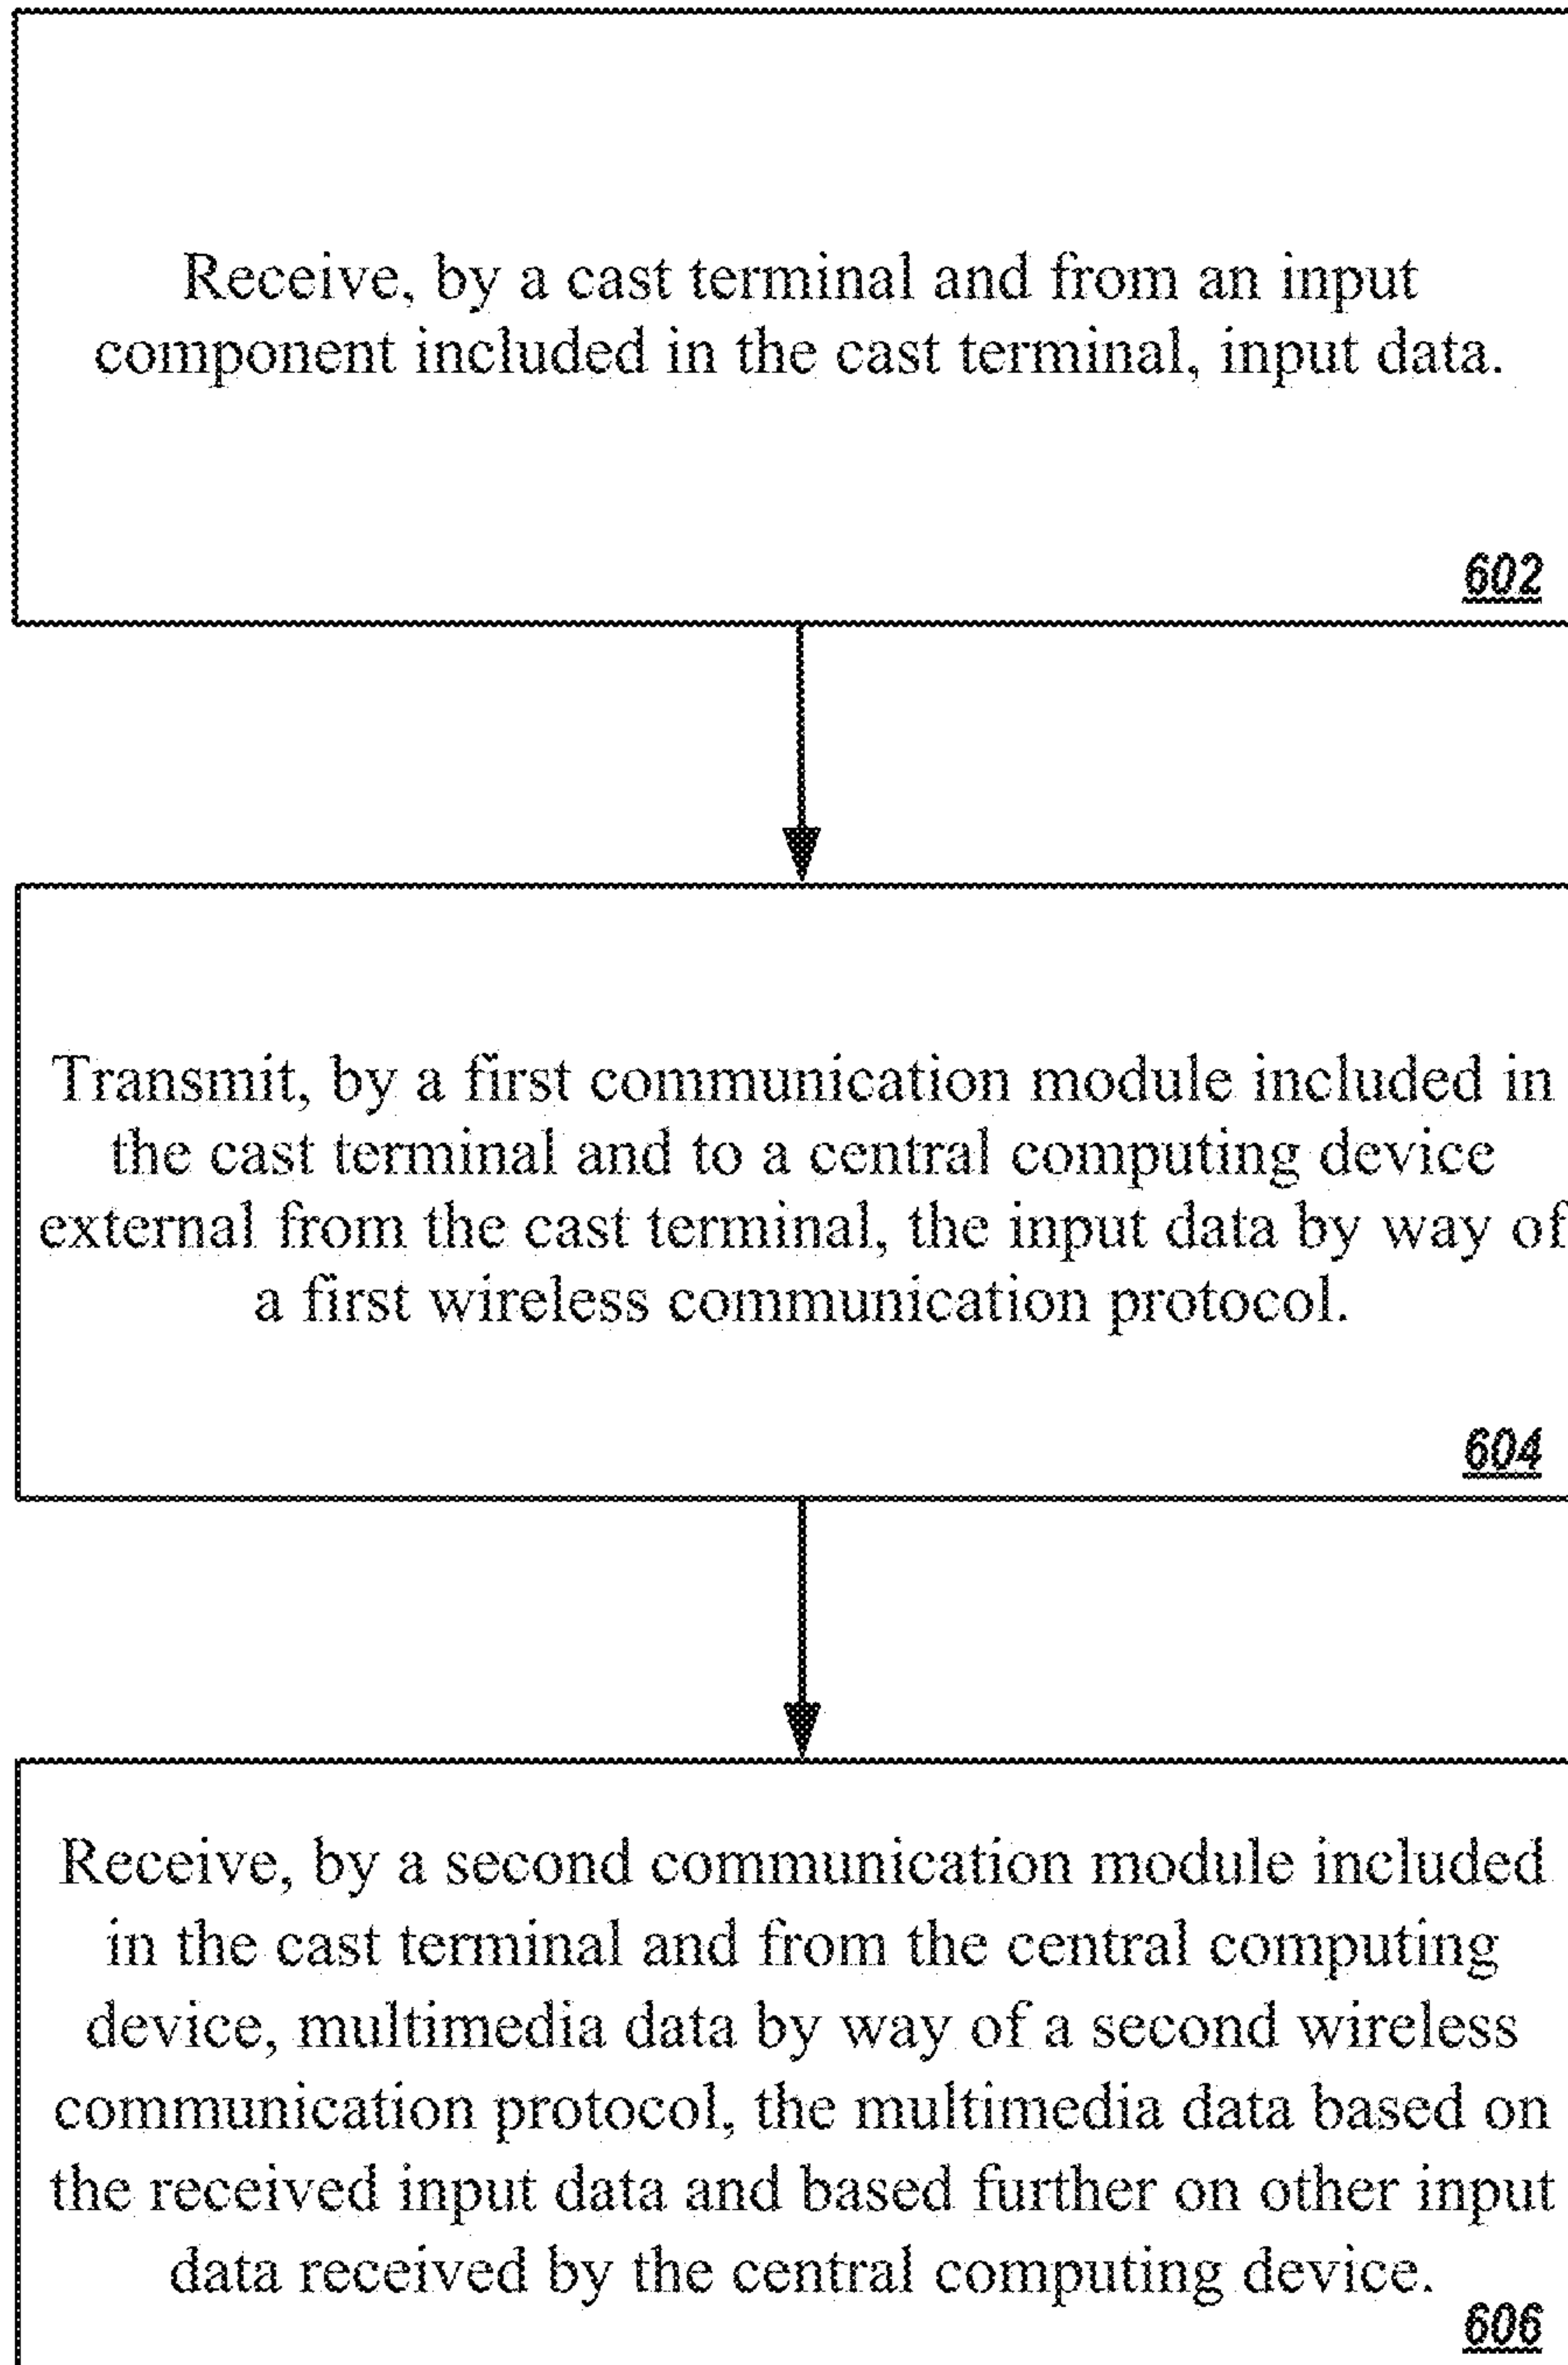 Receive, by a cast terminal and from an input
component included in the cast terminal, input data.
602
Transmit, by a first communication module included in
the cast terminal and to a central computing device
external from the cast terminal, the input data by way of
a first wireless communication protocol.
604
Receive, by a second communication module included
in the cast terminal and from the central computing
device, multimedia data by way of a second wireless
communication protocol, the multimedia data based on
the received input data and based further on other input
data received by the central computing device.
606